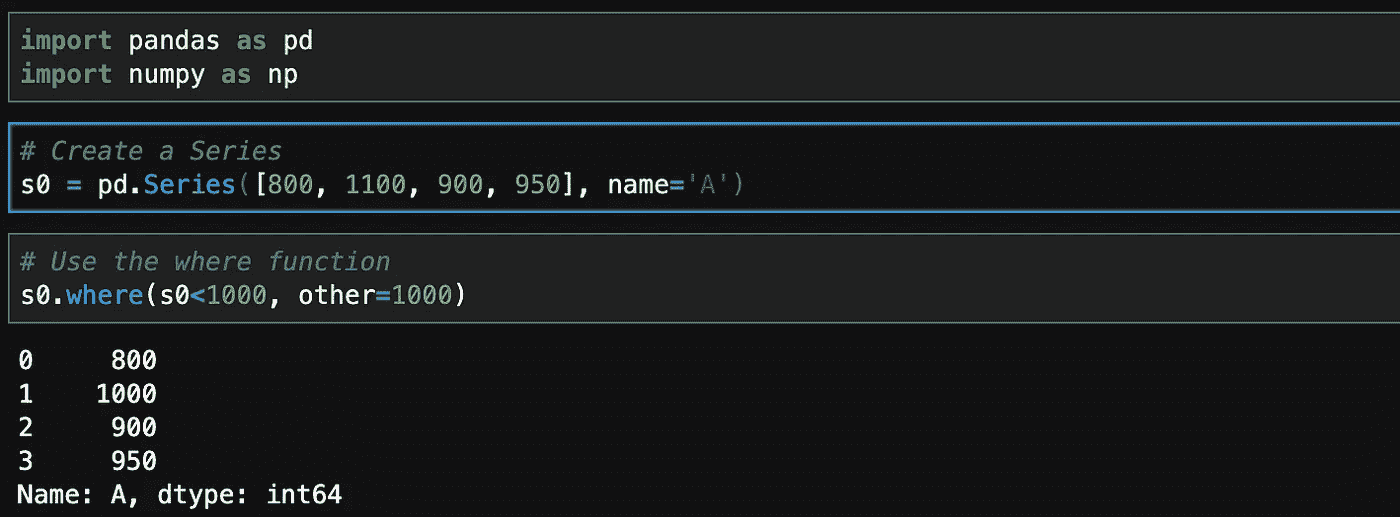 import pandas as pd
import numpy as np
# Create a Series
s0 = pd.Series([800, 1100, 900, 950], name='A')
# Use the where function
s0.where(s0<1000, other=1000)
0     800
1    1000
2     900
3     950
Name: A, dtype: int64